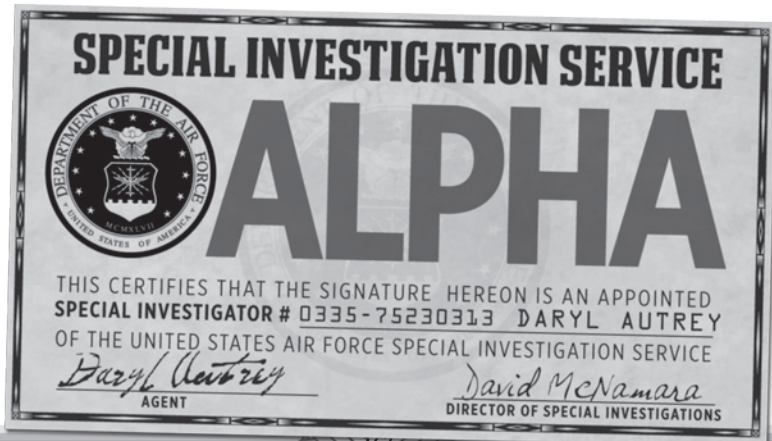 SPECIAL INVESTIGATION SERVICE
DEPARTMENT OF THE AIR FORCE
MCMXLVII
UNITED STATES OF AMERICA
ALPHA
THIS CERTIFIES THAT THE SIGNATURE HEREON IS AN APPOINTED
SPECIAL INVESTIGATOR # 0335-75230313 DARYL AUTREY
OF THE UNITED STATES AIR FORCE SPECIAL INVESTIGATION SERVICE
Daryl Autrey David McNamara
AGENT DIRECTOR OF SPECIAL INVESTIGATIONS